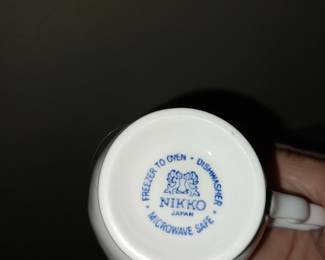 • FREEZER TO OVEN • DISHWASHER •
NIKKO
JAPAN
MICROWAVE SAFE